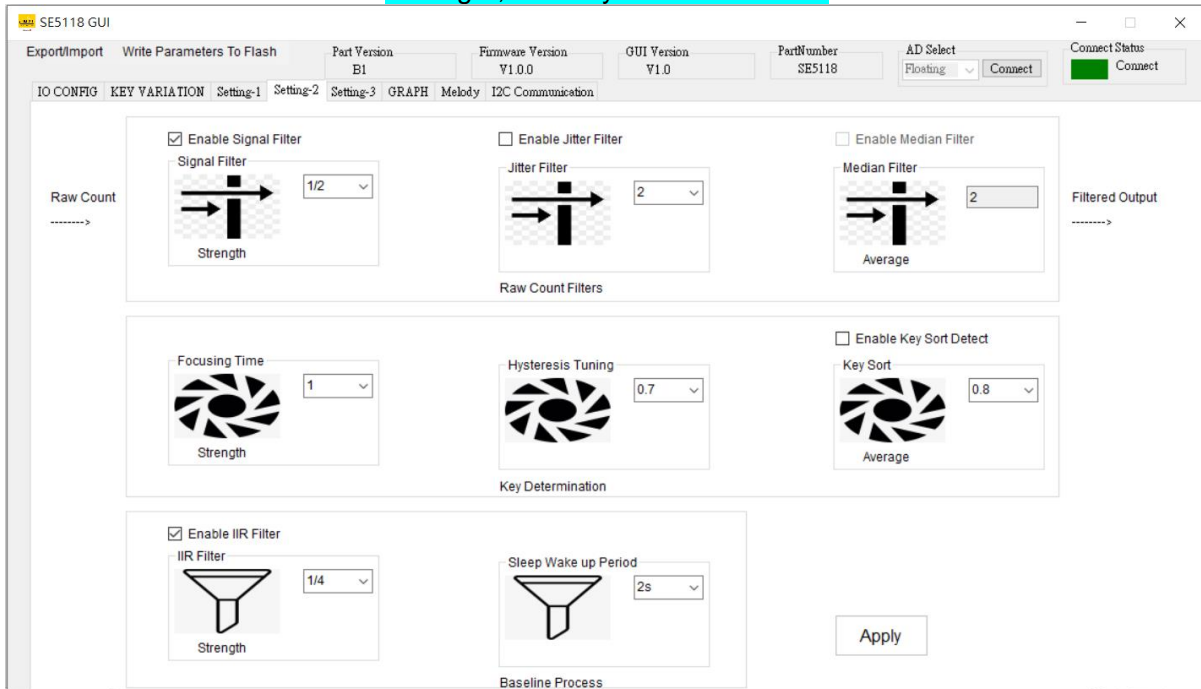 SE5118 GUI
Export/Import Write Parameters To Flash
Part Version
B1
Firmware Version
V1.0.0
GUI Version
V1.0
PartNumber
SE5118
AD Select
Floating Connect
Connect Status
Connect
IO CONFIG KEY VARIATION Setting-1 Setting-2 Setting-3 GRAPH Melody I2C Communication
Raw Count
-------->
Enable Signal Filter
Signal Filter
1/2
Strength
Enable Jitter Filter
Jitter Filter
2
Enable Median Filter
Median Filter
2
Average
Filtered Output
-------->
Raw Count Filters
Focusing Time
1
Strength
Hysteresis Tuning
0.7
Enable Key Sort Detect
Key Sort
0.8
Average
Key Determination
Enable IIR Filter
IIR Filter
1/4
Strength
Sleep Wake up Period
2s
Baseline Process
Apply